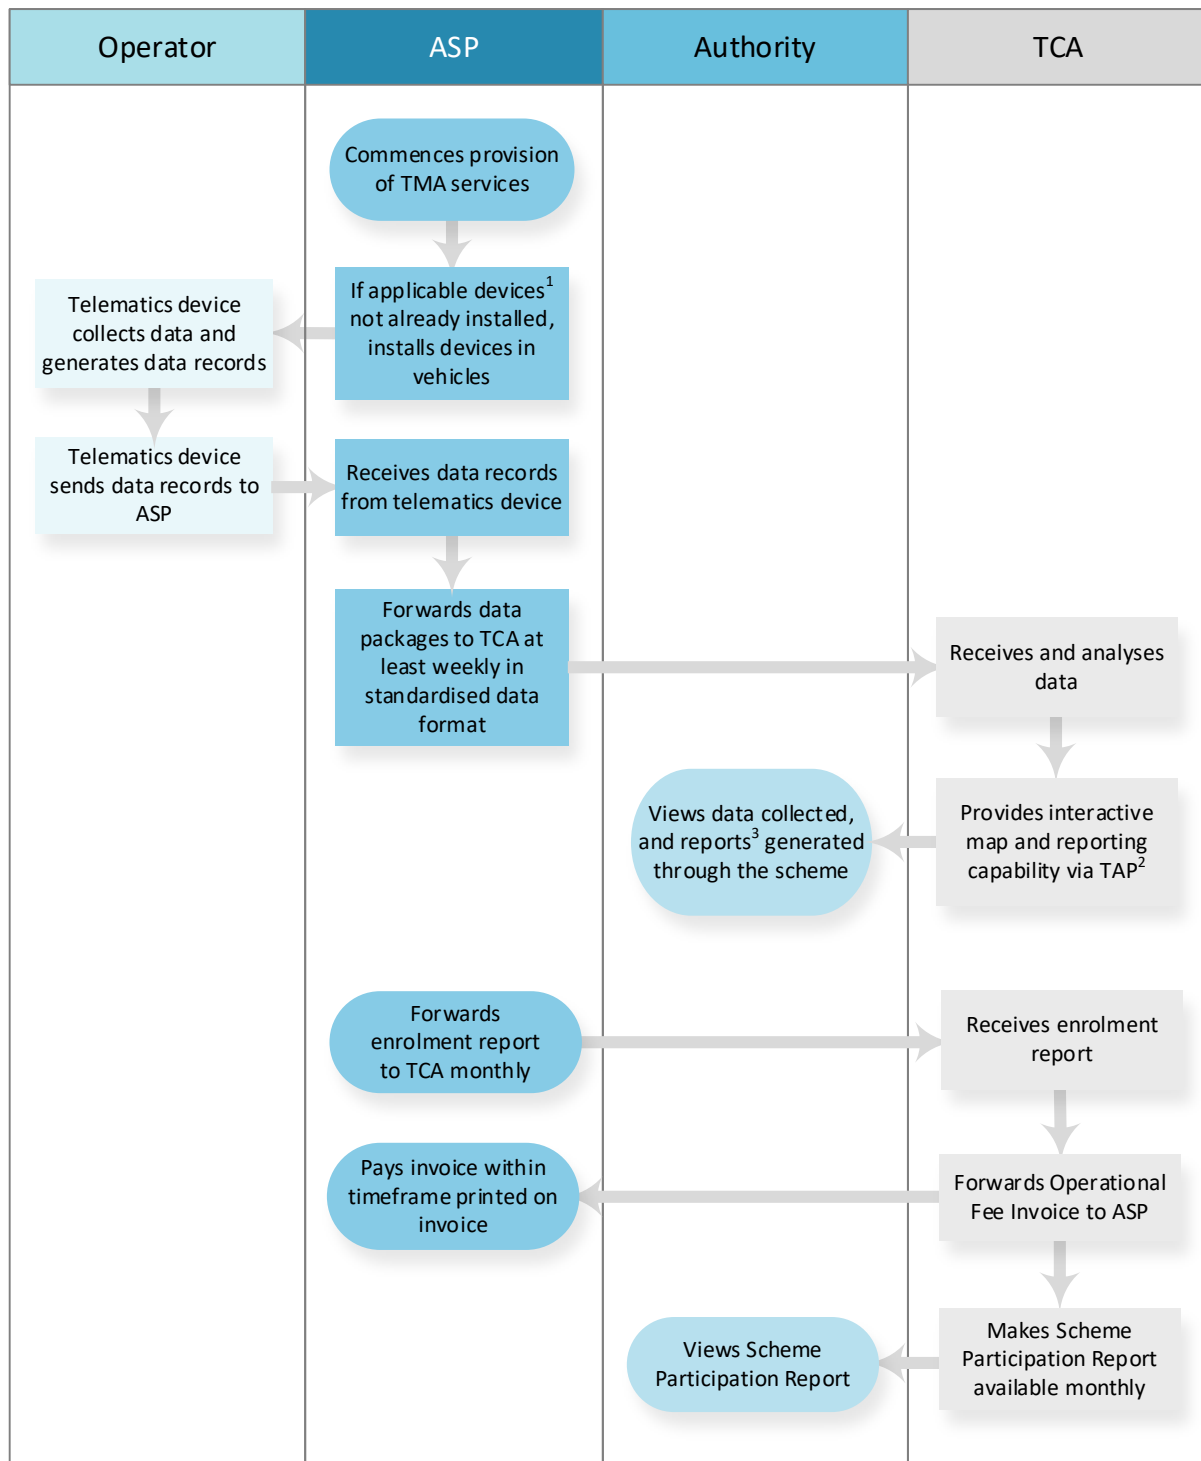 Operator
ASP
Authority
TCA
Commences provision
of TMA services
If applicable devices1
not already installed,
installs devices in
vehicles
Telematics device
collects data and
generates data records
Telematics device
sends data records to
ASP
Receives data records
from telematics device
Forwards data
packages to TCA at
least weekly in
standardised data
format
Receives and analyses
data
Provides interactive
map and reporting
capability via TAP2
Views data collected,
and reports3 generated
through the scheme
Forwards
enrolment report
to TCA monthly
Receives enrolment
report
Forwards Operational
Fee Invoice to ASP
Pays invoice within
timeframe printed on
invoice
Makes Scheme
Participation Report
available monthly
Views Scheme
Participation Report